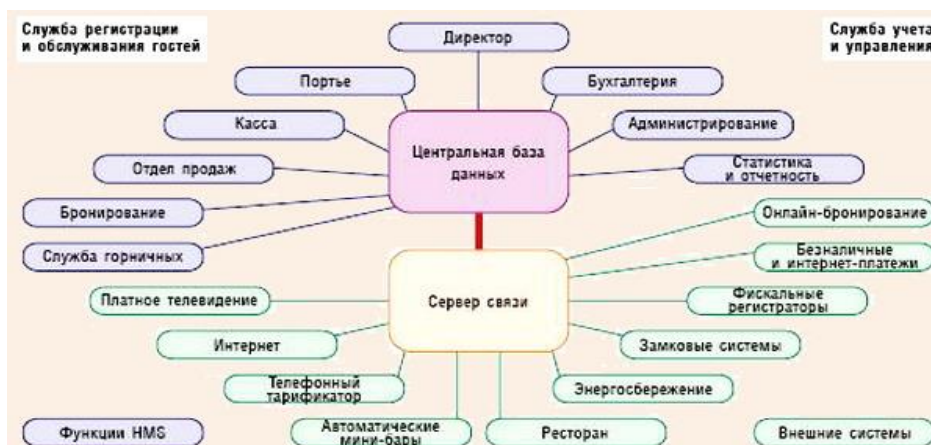 Служба регистрации
и обслуживания гостей
Служба учета
и управления
Директор
Портье
Бухгалтерия
Касса
Администрирование
Центральная база
данных
Отдел продаж
Статистика
и отчетность
Бронирование
Онлайн-бронирование
Служба горничных
Безналичные
и интернет-платежи
Платное телевидение
Сервер связи
Фискальные
регистраторы
Интернет
Замковые системы
Телефонный
тарификатор
Энергосбережение
Функции HMS
Автоматические
мини-бары
Ресторан
Внешние системы